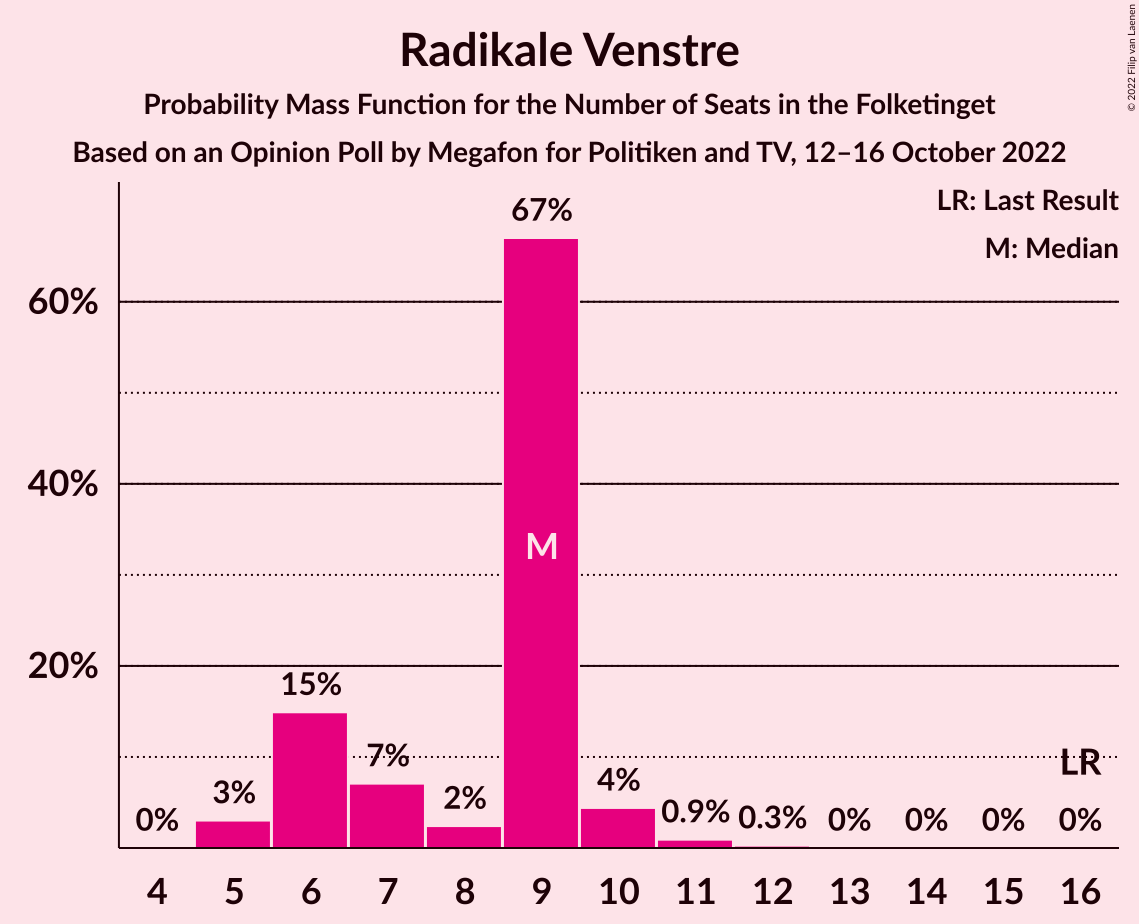 Radikale Venstre
Probability Mass Function for the Number of Seats in the Folketinget
Based on an Opinion Poll by Megafon for Politiken and TV, 12–16 October 2022
© 2022 Filip van Laenen
LR: Last Result
M: Median
60%
40%
20%
0%
3%
15%
7%
2%
67%
M
4%
0.9%
0.3%
0%
0%
0%
LR
0%
4 5 6 7 8 9 10 11 12 13 14 15 16